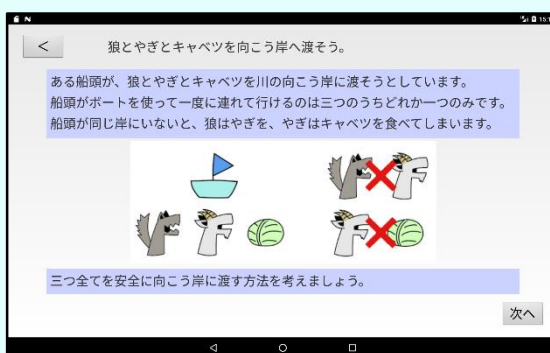 15:1
<
狼とやぎとキャベツを向こう岸へ渡そう。
ある船頭が、狼とやぎとキャベツを川の向こう岸に渡そうとしています。
船頭がボートを使って一度に連れて行けるのは三つのうちどれか一つのみです。
船頭が同じ岸にいないと、狼はやぎを、やぎはキャベツを食べてしまいます。
三つ全てを安全に向こう岸に渡す方法を考えましょう。
次へ